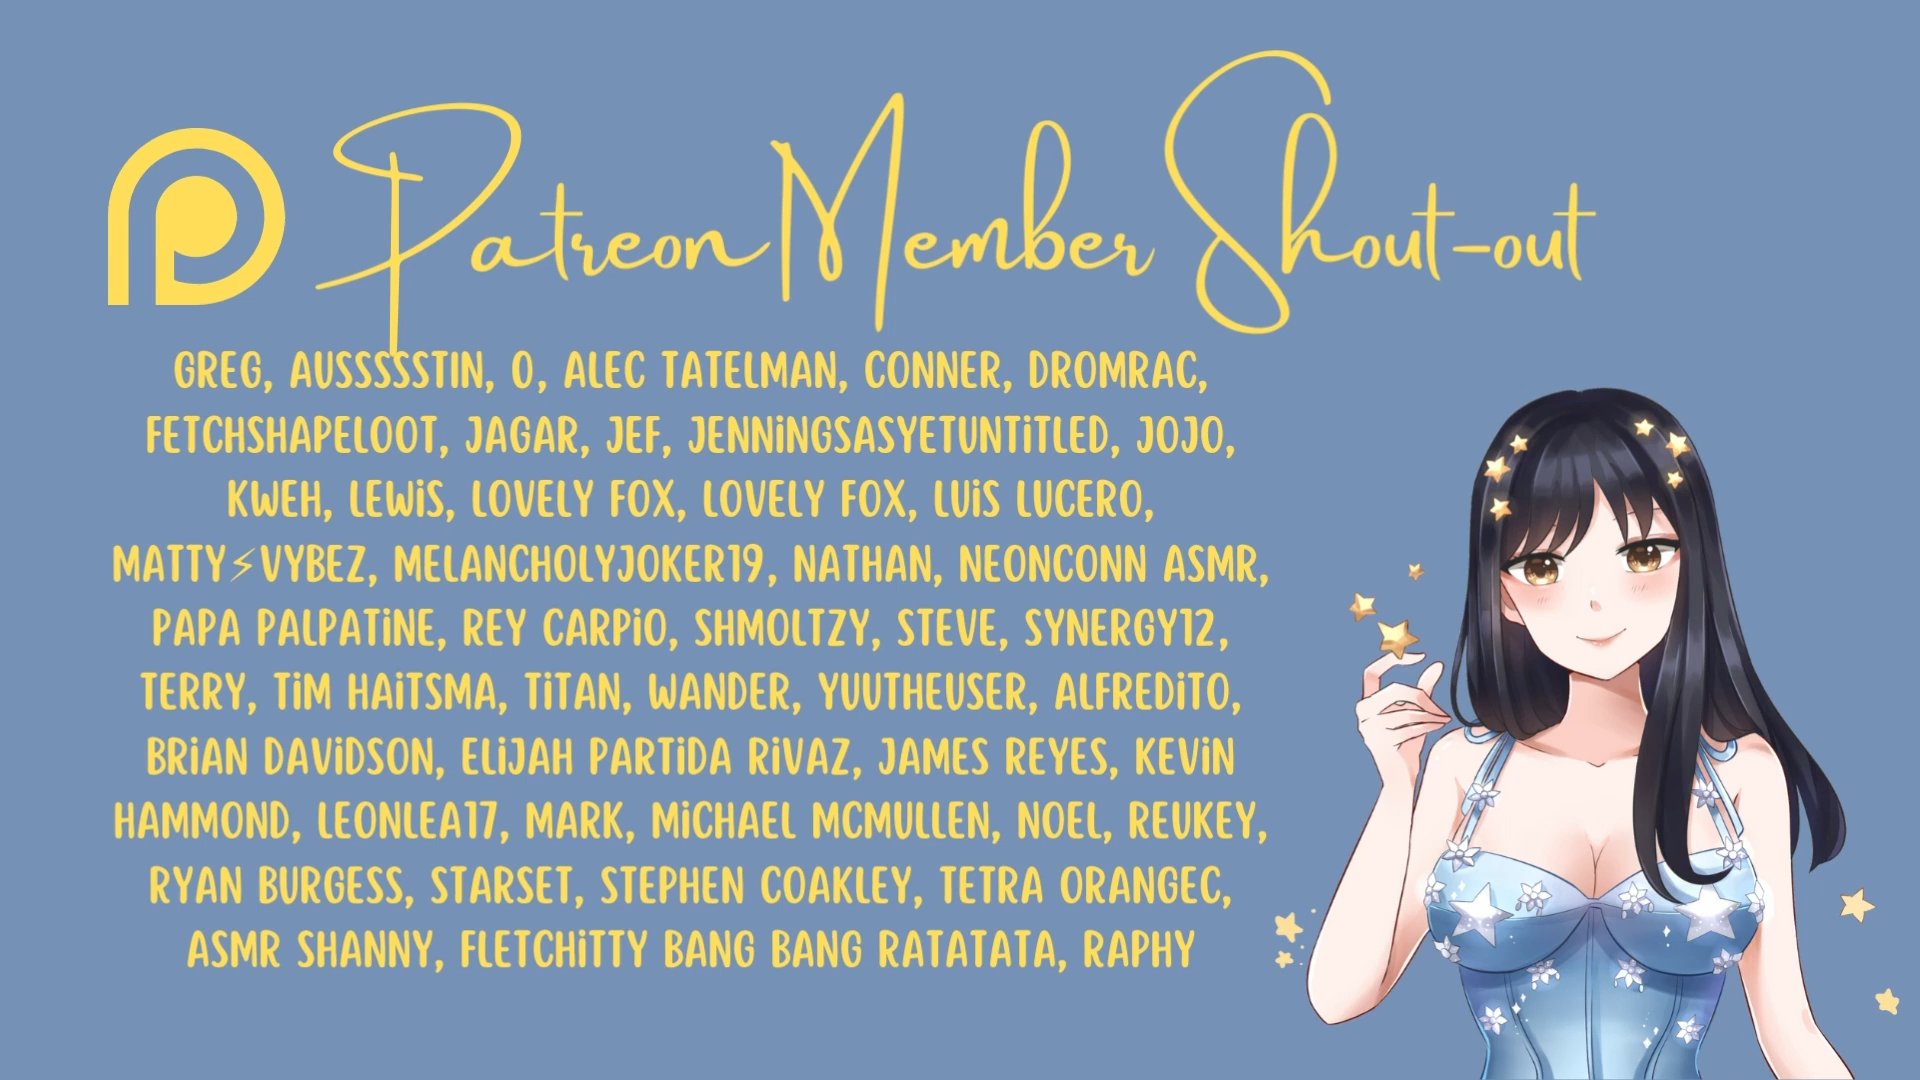 Patreon Member Shout-out
GREG, AUSSSSSTIN, O, ALEC TATELMAN, CONNER, DROMRAC,
FETCHSHAPELOOT, JAGAR, JEF, JENNiNGSASYETUNTiTLED, JOJO,
KWEH, LEWiS, LOVELY FOX, LOVELY FOX, LUiS LUCERO,
MATTY⚡VYBEZ, MELANCHOLYJOKER19, NATHAN, NEONCONN ASMR,
PAPA PALPATiNE, REY CARPiO, SHMOLTZY, STEVE, SYNERGY12,
TERRY, TiM HAiTSMA, TiTAN, WANDER, YUUTHEUSER, ALFREDiTO,
BRiAN DAViDSON, ELiJAH PARTiDA RiVAZ, JAMES REYES, KEViN
HAMMOND, LEONLEA17, MARK, MiCHAEL MCMULLEN, NOEL, REUKEY,
RYAN BURGESS, STARSET, STEPHEN COAKLEY, TETRA ORANGEC,
ASMR SHANNY, FLETCHiTTY BANG BANG RATATATA, RAPHY